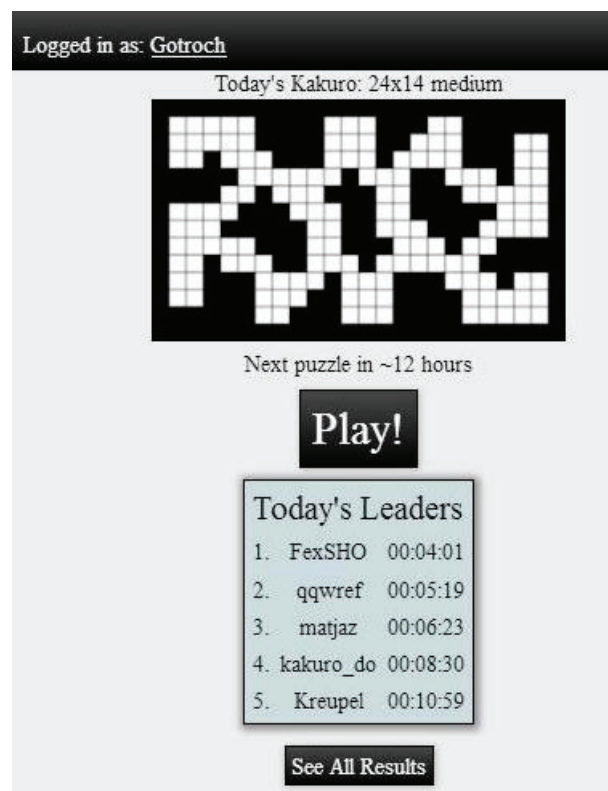 Logged in as: Gotroch
Today's Kakuro: 24x14 medium
Next puzzle in ~12 hours
Play!
Today's Leaders
1. FexSHO 00:04:01
2. qqwref 00:05:19
3. matjaz 00:06:23
4. kakuro_do 00:08:30
5. Kreupel 00:10:59
See All Results